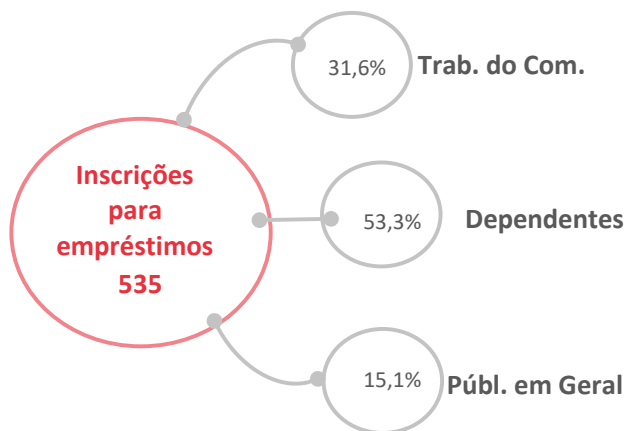 Inscrições
para
empréstimos
535
31,6%
Trab. do Com.
53,3%
Dependentes
15,1%
Públ. em Geral